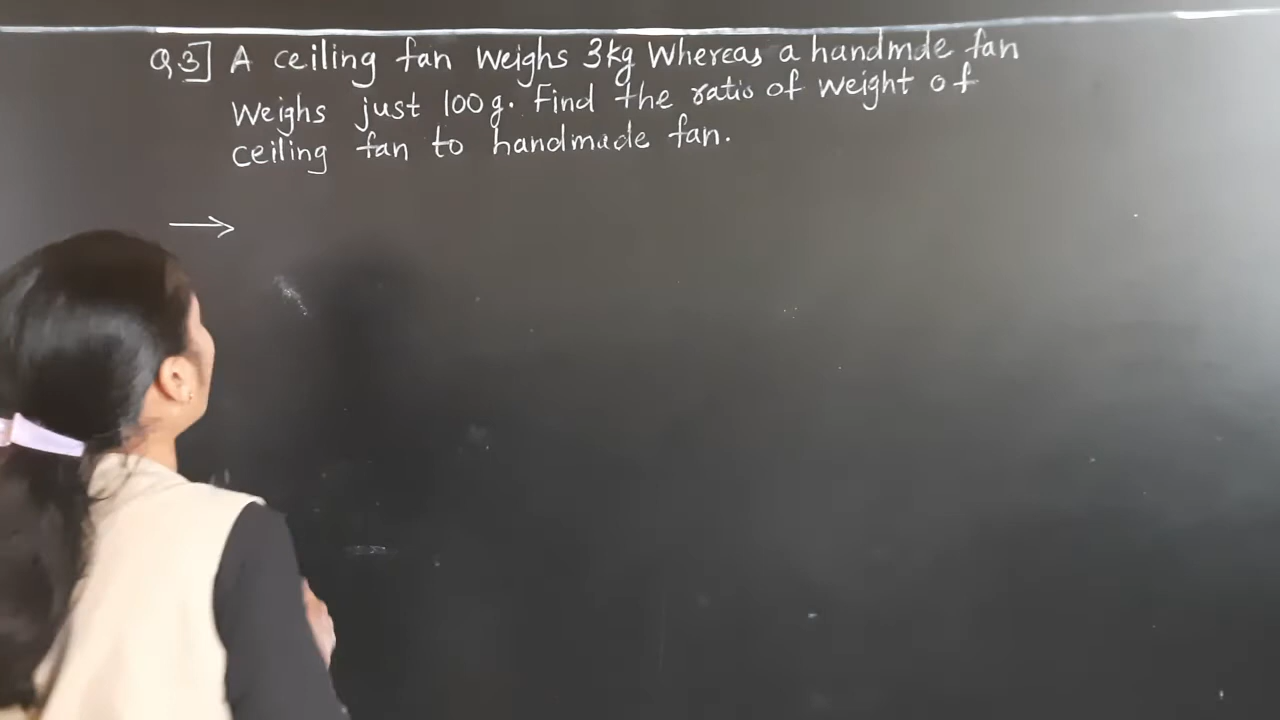 Q 3] A ceiling fan weighs 3kg Whereas a handmde fan
Weighs just 100g. Find the ratio of weight of
ceiling fan to handmade fan.
→